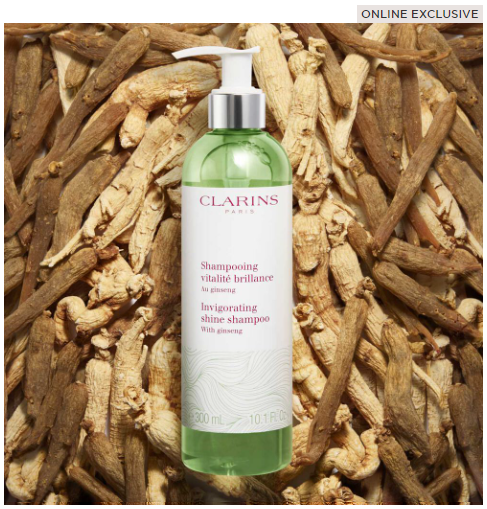 ONLINE EXCLUSIVE
CLARINS
PARIS
Shampooing
vitalité brillance
Au ginseng
Invigorating
shine shampoo
With ginseng
300 mL 10.1 Fl.